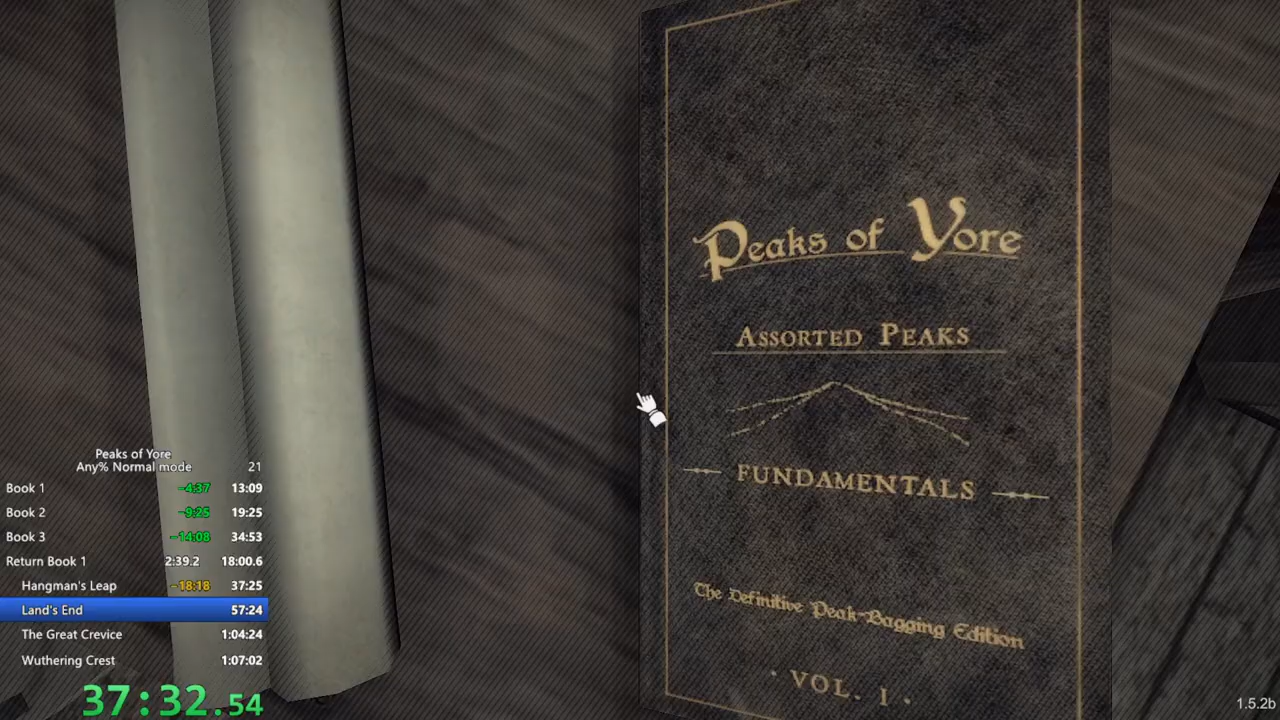 Peaks of Yore
Assorted Peaks
FUNDAMENTALS
The Definitive Peak-Bagging Edition
· VOL. I ·
Peaks of Yore
Any% Normal mode 21
Book 1 -4:37 13:09
Book 2 -9:25 19:25
Book 3 -14:08 34:53
Return Book 1 2:39.2 18:00.6
Hangman's Leap -18:18 37:25
Land's End 57:24
The Great Crevice 1:04:24
Wuthering Crest 1:07:02
37:32.54
1.5.2b